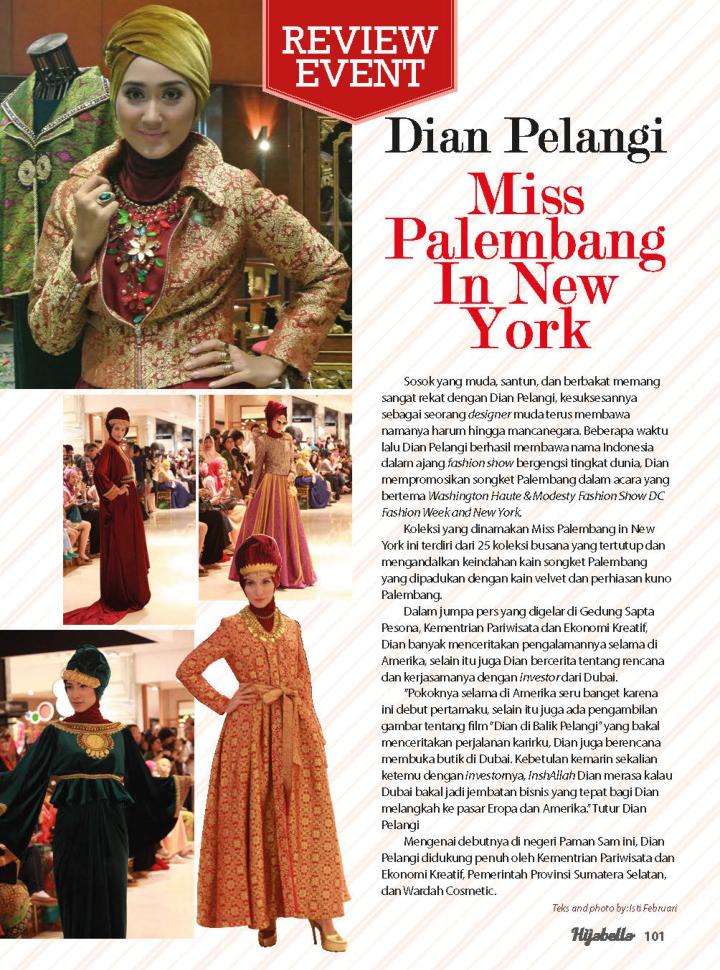 REVIEW
EVENT
Dian Pelangi
Miss
Palembang
In New
York
Sosok yang muda, santun, dan berbakat memang
sangat rekat dengan Dian Pelangi, kesuksesannya
sebagai seorang designer muda terus membawa
namanya harum hingga mancanegara. Beberapa waktu
lalu Dian Pelangi berhasil membawa nama Indonesia
dalam ajang fashion show bergengsi tingkat dunia, Dian
mempromosikan songket Palembang dalam acara yang
bertema Washington Haute & Modesty Fashion Show DC
Fashion Week and New York.
Koleksi yang dinamakan Miss Palembang in New
York ini terdiri dari 25 koleksi busana yang tertutup dan
mengandalkan keindahan kain songket Palembang
yang dipadukan dengan kain velvet dan perhiasan kuno
Palembang.
Dalam jumpa pers yang digelar di Gedung Sapta
Pesona, Kementrian Pariwisata dan Ekonomi Kreatif,
Dian banyak menceritakan pengalamannya selama di
Amerika, selain itu juga Dian bercerita tentang rencana
dan kerjasamanya dengan investor dari Dubai.
"Pokoknya selama di Amerika seru banget karena
ini debut pertamaku, selain itu juga ada pengambilan
gambar tentang film "Dian di Balik Pelangi" yang bakal
menceritakan perjalanan karirku, Dian juga berencana
membuka butik di Dubai. Kebetulan kemarin sekalian
ketemu dengan investornya, inshAllah Dian merasa kalau
Dubai bakal jadi jembatan bisnis yang tepat bagi Dian
melangkah ke pasar Eropa dan Amerika." Tutur Dian
Pelangi
Mengenai debutnya di negeri Paman Sam ini, Dian
Pelangi didukung penuh oleh Kementrian Pariwisata dan
Ekonomi Kreatif, Pemerintah Provinsi Sumatera Selatan,
dan Wardah Cosmetic.
Teks and photo by: Isti Februari
Hijabella 101